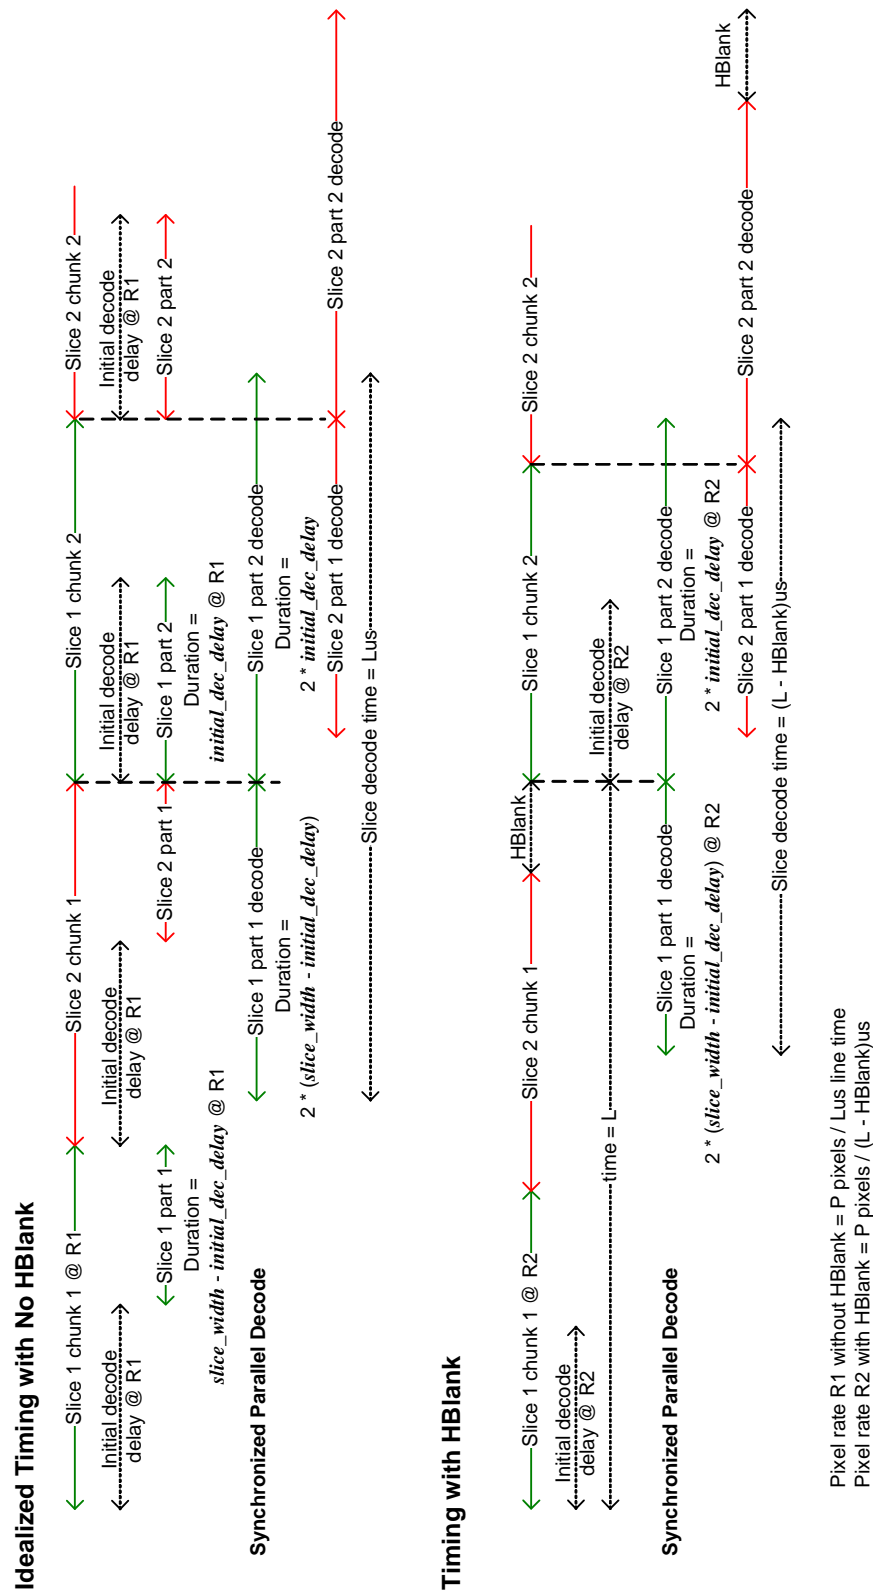 Idealized Timing with No HBlank
Slice 1 chunk 1 @ R1
Slice 2 chunk 1
Slice 1 chunk 2
Slice 2 chunk 2
Initial decode
delay @ R1
Initial decode
delay @ R1
Initial decode
delay @ R1
Initial decode
delay @ R1
Slice 1 part 1
Duration =
slice_width - initial_dec_delay @ R1
Slice 2 part 1
Slice 1 part 2
Duration =
initial_dec_delay @ R1
Slice 2 part 2
Synchronized Parallel Decode
Slice 1 part 1 decode
Duration =
2 * (slice_width - initial_dec_delay)
Slice 1 part 2 decode
Duration =
2 * initial_dec_delay
Slice 2 part 1 decode
Slice 2 part 2 decode
Slice decode time = Lus
Timing with HBlank
Slice 1 chunk 1 @ R2
Slice 2 chunk 1
HBlank
Slice 1 chunk 2
Slice 2 chunk 2
Initial decode
delay @ R2
time = L
Initial decode
delay @ R2
Synchronized Parallel Decode
Slice 1 part 1 decode
Duration =
2 * (slice_width - initial_dec_delay) @ R2
Slice 1 part 2 decode
Duration =
2 * initial_dec_delay @ R2
Slice 2 part 1 decode
Slice 2 part 2 decode
HBlank
Slice decode time = (L - HBlank)us
Pixel rate R1 without HBlank = P pixels / Lus line time
Pixel rate R2 with HBlank = P pixels / (L - HBlank)us